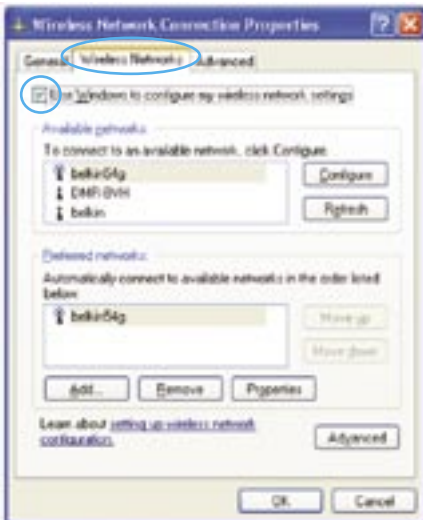 Wireless Network Connection Properties
General Wireless Networks Advanced
Use Windows to configure my wireless network settings
Available networks:
To connect to an available network, click Configure.
belkin54g
Configure
belkin
Refresh
Preferred networks:
Automatically connect to available networks in the order listed
below:
belkin54g
Move up
Move down
Add... Remove Properties
Learn about setting up wireless network
configuration.
Advanced
OK Cancel